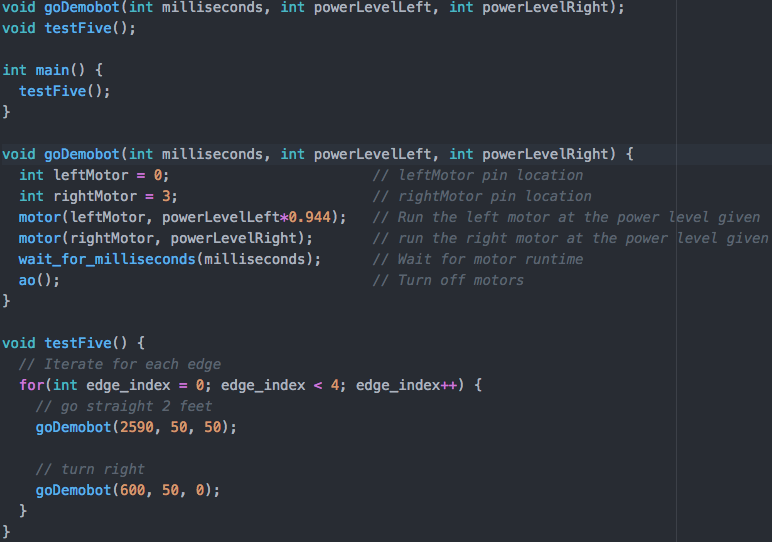 void goDemobot(int milliseconds, int powerLevelLeft, int powerLevelRight);
void testFive();

int main() {
  testFive();
}

void goDemobot(int milliseconds, int powerLevelLeft, int powerLevelRight) {
  int leftMotor = 0;                        // leftMotor pin location
  int rightMotor = 3;                       // rightMotor pin location
  motor(leftMotor, powerLevelLeft*0.944);   // Run the left motor at the power level given
  motor(rightMotor, powerLevelRight);       // run the right motor at the power level given
  wait_for_milliseconds(milliseconds);      // Wait for motor runtime
  ao();                                     // Turn off motors
}

void testFive() {
  // Iterate for each edge
  for(int edge_index = 0; edge_index < 4; edge_index++) {
    // go straight 2 feet
    goDemobot(2590, 50, 50);

    // turn right
    goDemobot(600, 50, 0);
  }
}